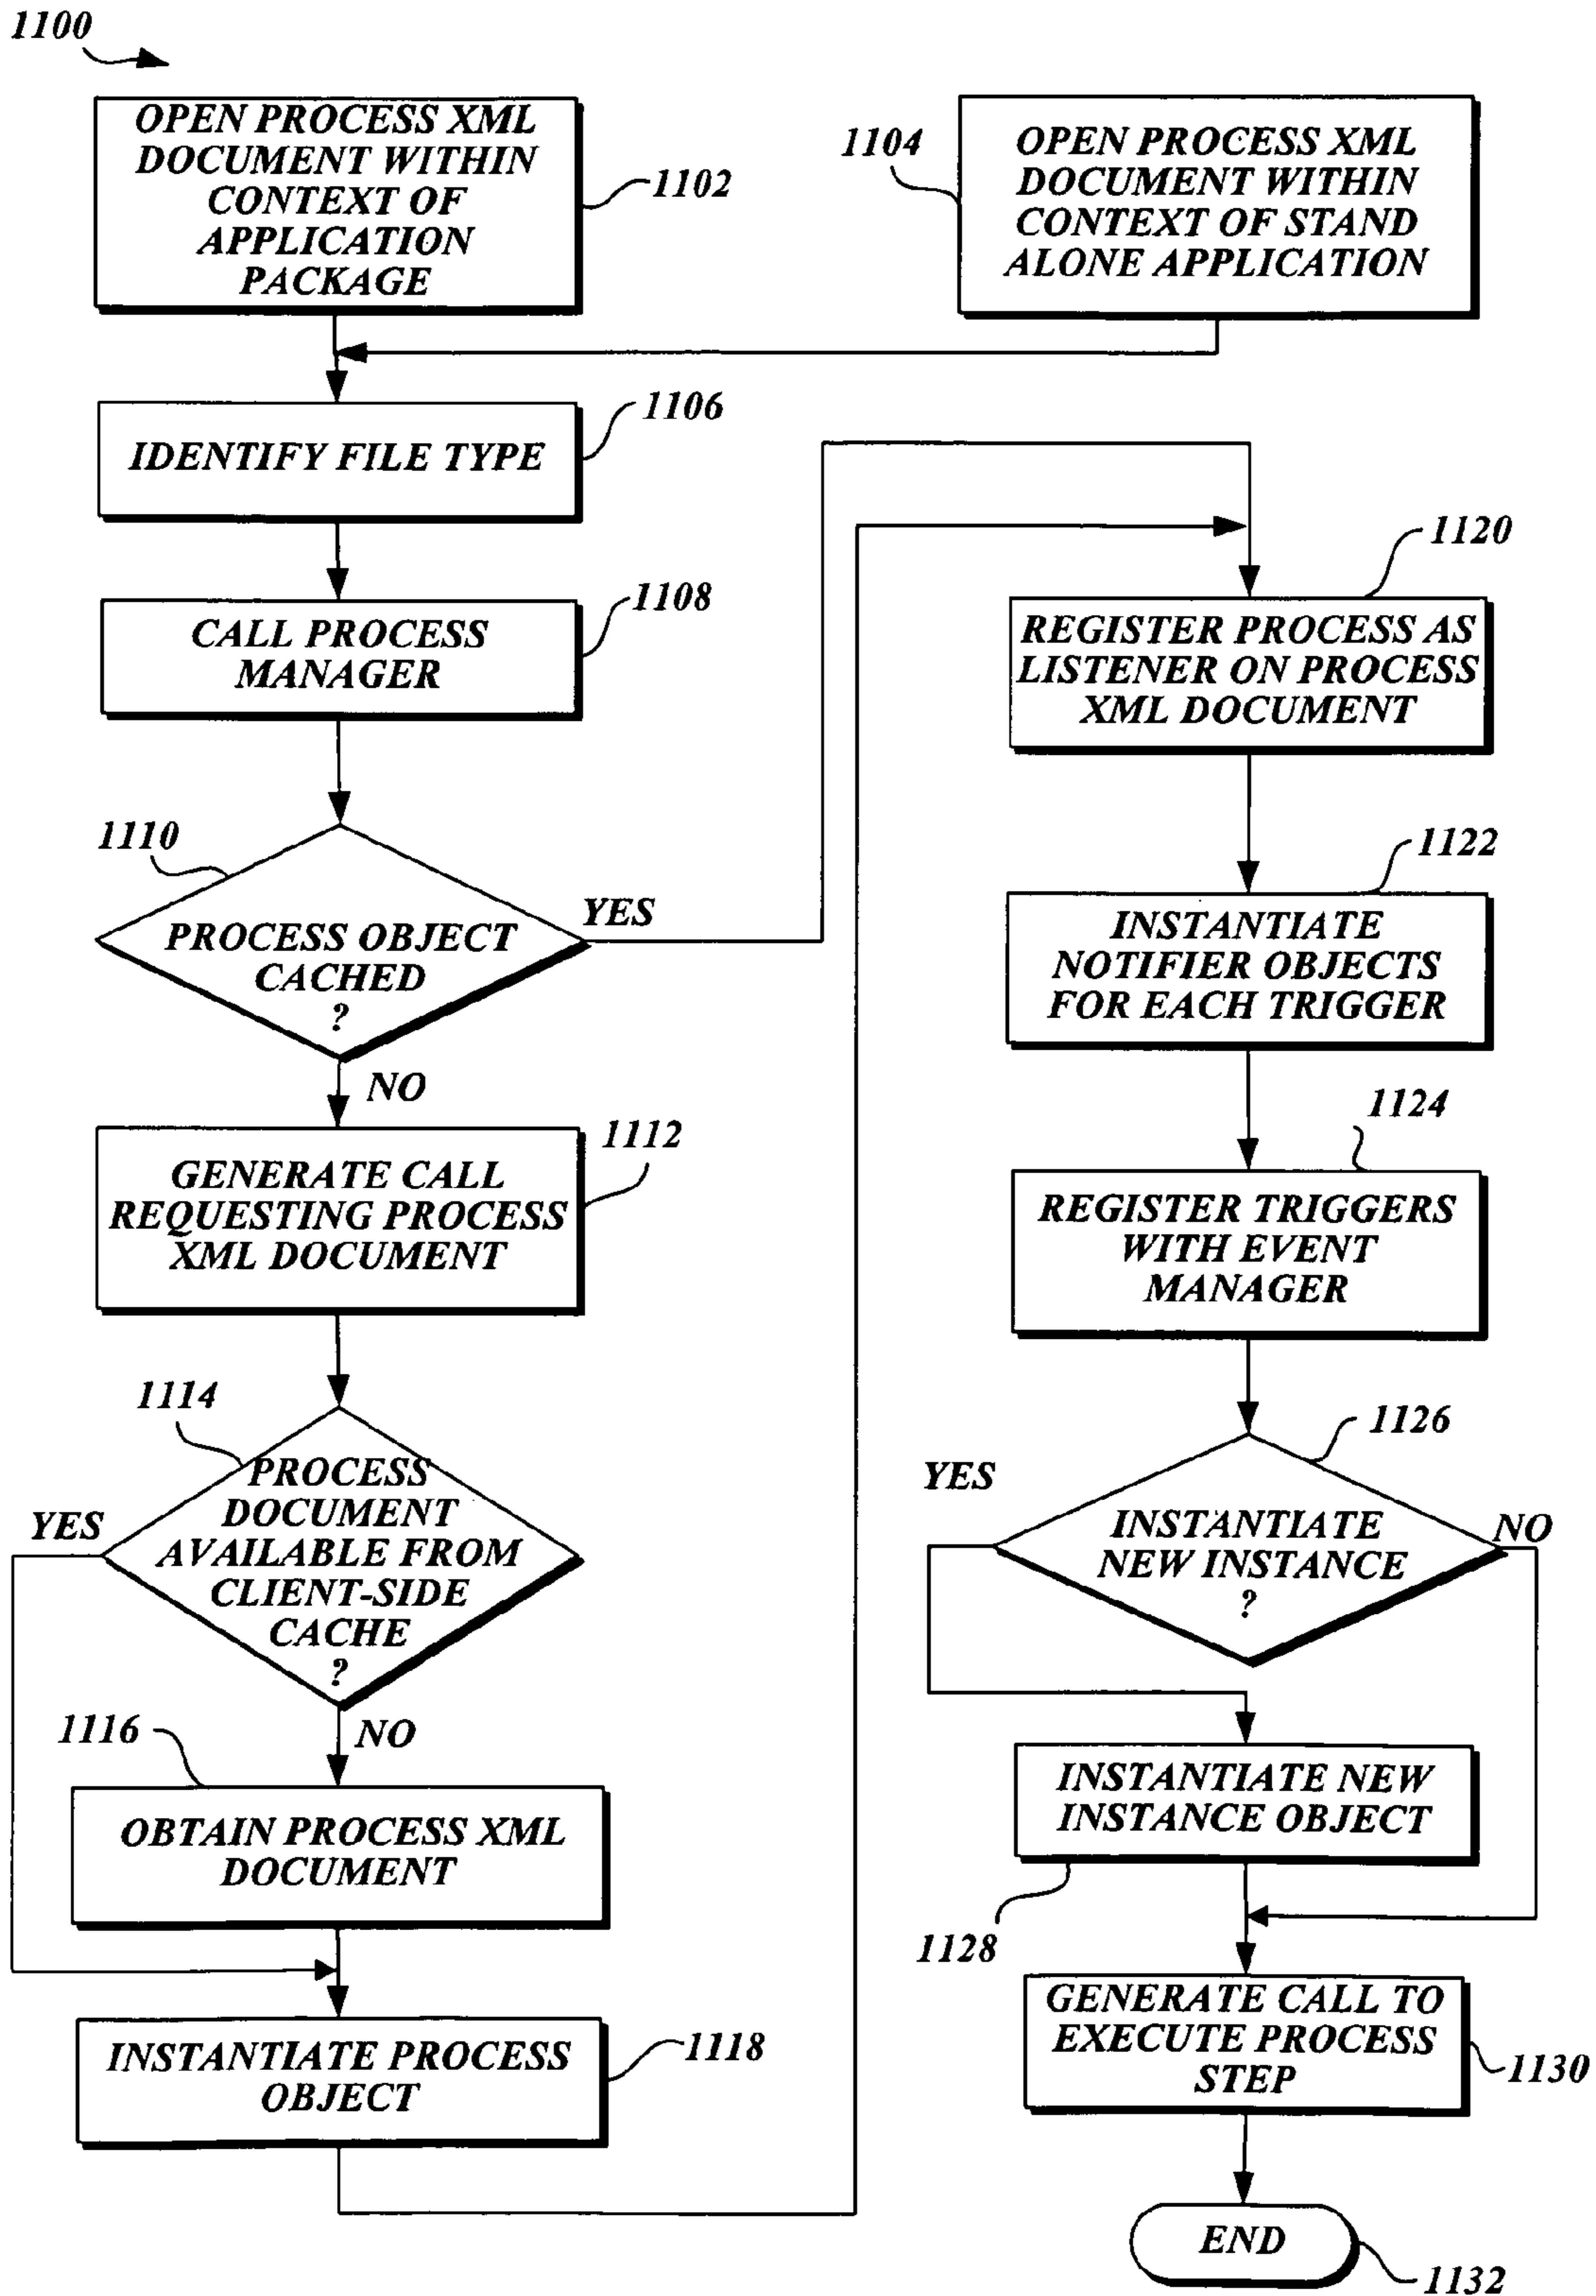 1100
OPEN PROCESS XML
DOCUMENT WITHIN
CONTEXT OF
APPLICATION
PACKAGE
1102
1104
OPEN PROCESS XML
DOCUMENT WITHIN
CONTEXT OF STAND
ALONE APPLICATION
1106
IDENTIFY FILE TYPE
1108
CALL PROCESS
MANAGER
1110
PROCESS OBJECT
CACHED
?
YES
NO
1112
GENERATE CALL
REQUESTING PROCESS
XML DOCUMENT
1114
PROCESS
DOCUMENT
AVAILABLE FROM
CLIENT-SIDE
CACHE
?
YES
NO
1116
OBTAIN PROCESS XML
DOCUMENT
INSTANTIATE PROCESS
OBJECT
1118
1120
REGISTER PROCESS AS
LISTENER ON PROCESS
XML DOCUMENT
1122
INSTANTIATE
NOTIFIER OBJECTS
FOR EACH TRIGGER
1124
REGISTER TRIGGERS
WITH EVENT
MANAGER
1126
YES
INSTANTIATE
NEW INSTANCE
?
NO
INSTANTIATE NEW
INSTANCE OBJECT
1128
GENERATE CALL TO
EXECUTE PROCESS
STEP
1130
END
1132